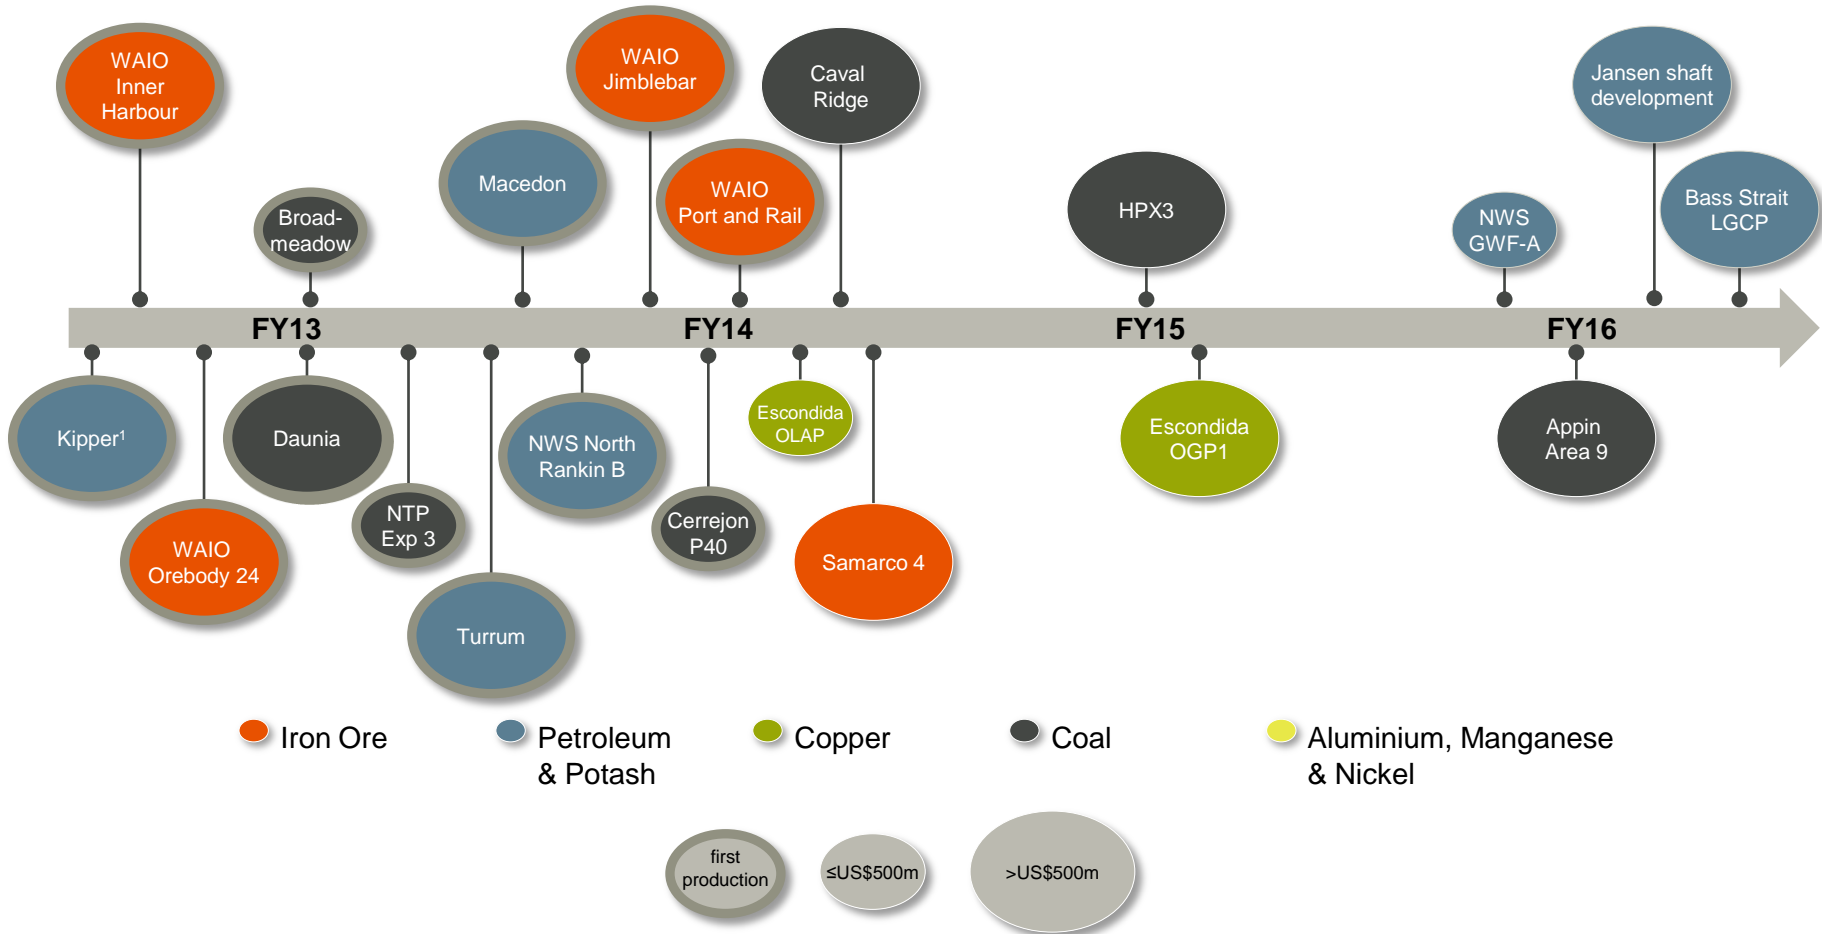 WAIO
Inner
Harbour
WAIO
Jimblebar
Caval
Ridge
Jansen shaft
development
Macedon
WAIO
Port and Rail
Broad-
meadow
HPX3
NWS
GWF-A
Bass Strait
LGCP
FY13
FY14
FY15
FY16
Kipper¹
Daunia
NWS North
Rankin B
Escondida
OLAP
Escondida
OGP1
Appin
Area 9
WAIO
Orebody 24
NTP
Exp 3
Cerrejon
P40
Samarco 4
Turrum
Iron Ore
Petroleum
& Potash
Copper
Coal
Aluminium, Manganese
& Nickel
first
production
≤US$500m
>US$500m